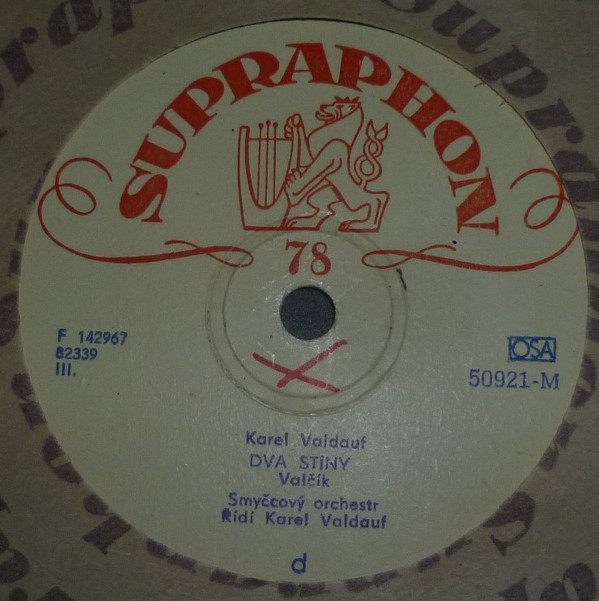 SUPRAPHON
78
F 142967
82339
III.
OSA
50921-M
Karel Valdauf
DVA STÍNY
Valčík
Smyčcový orchestr
Řídí Karel Valdauf
d